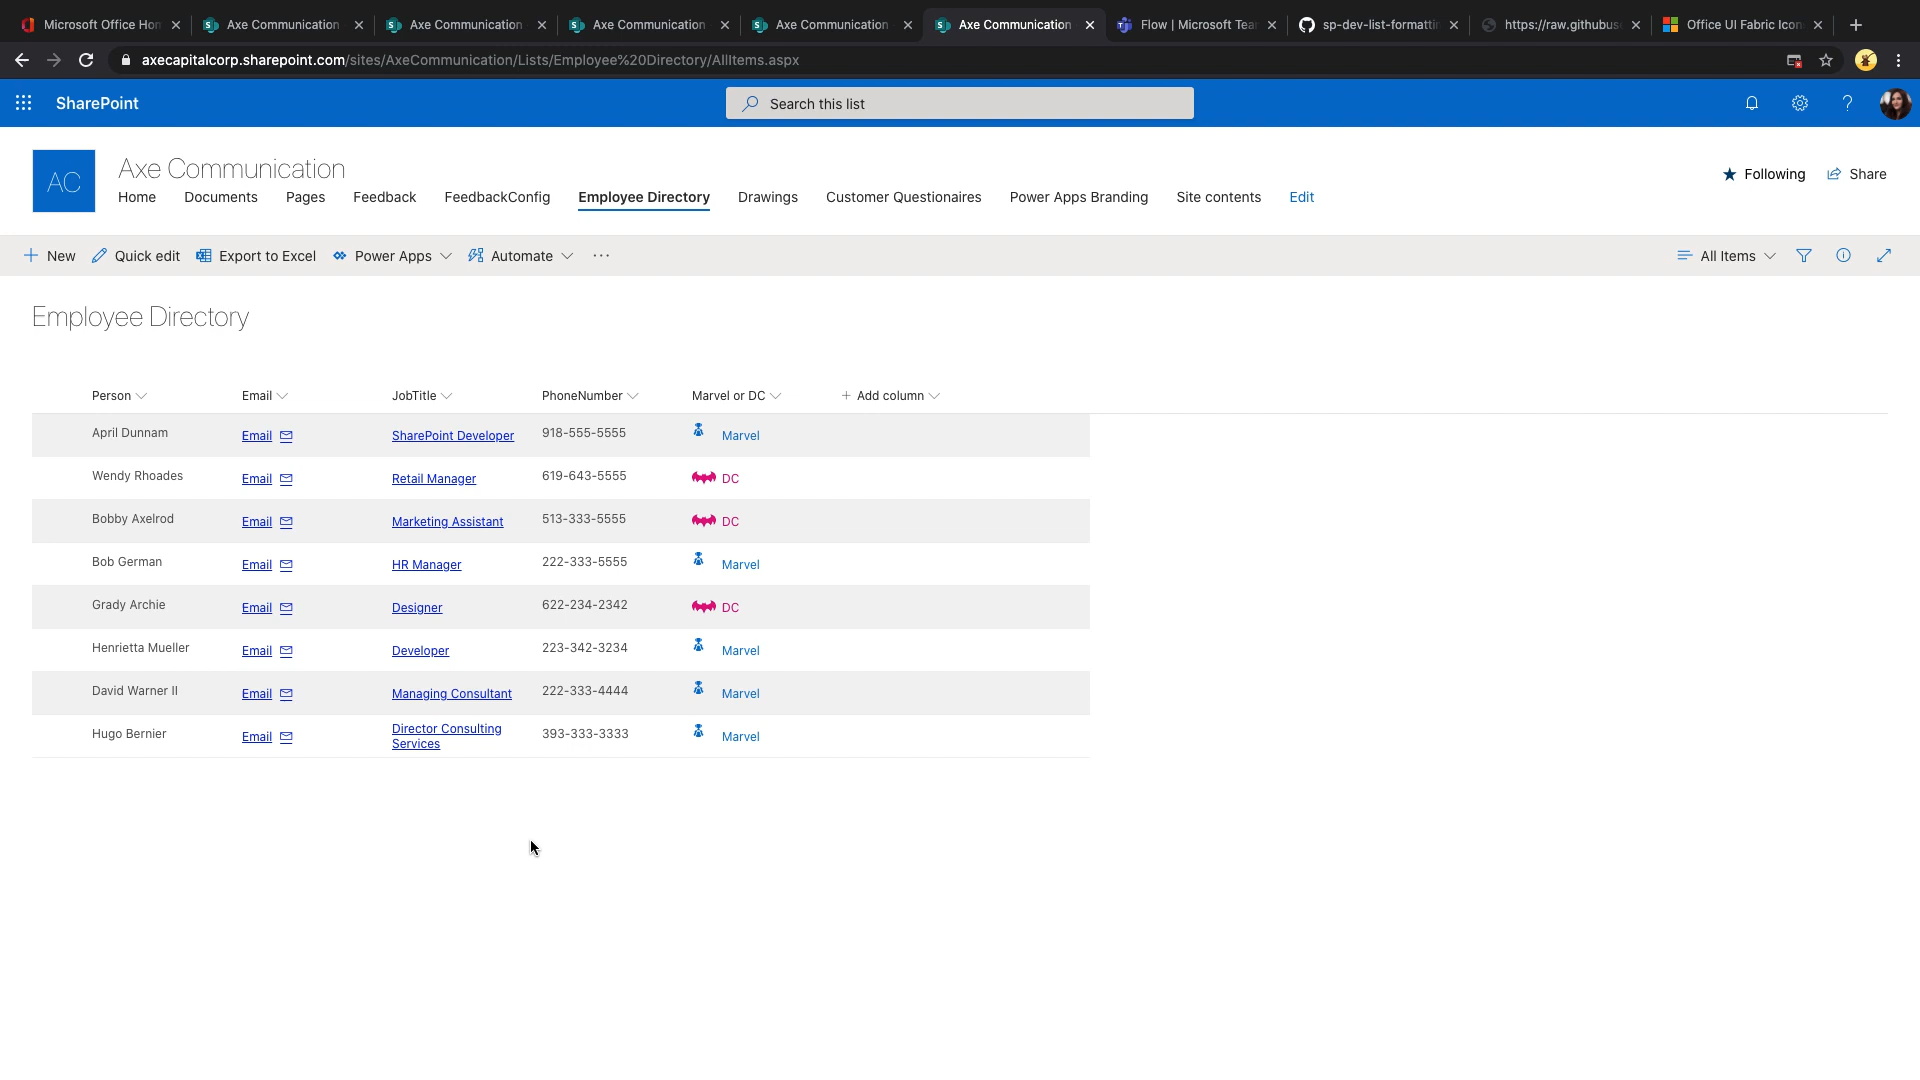 Microsoft Office Hom
Axe Communication
Axe Communication
Axe Communication
Axe Communication
Axe Communication
Flow | Microsoft Tea
sp-dev-list-formattin
https://raw.githubus
Office UI Fabric Icon
axecapitalcorp.sharepoint.com/sites/AxeCommunication/Lists/Employee%20Directory/AllItems.aspx
SharePoint
Search this list
AC
Axe Communication
Home Documents Pages Feedback FeedbackConfig Employee Directory Drawings Customer Questionaires Power Apps Branding Site contents Edit
Following Share
New Quick edit Export to Excel Power Apps Automate ··· All Items
Employee Directory
Person Email JobTitle PhoneNumber Marvel or DC + Add column
April Dunnam Email SharePoint Developer 918-555-5555 Marvel
Wendy Rhoades Email Retail Manager 619-643-5555 DC
Bobby Axelrod Email Marketing Assistant 513-333-5555 DC
Bob German Email HR Manager 222-333-5555 Marvel
Grady Archie Email Designer 622-234-2342 DC
Henrietta Mueller Email Developer 223-342-3234 Marvel
David Warner II Email Managing Consultant 222-333-4444 Marvel
Hugo Bernier Email Director Consulting Services 393-333-3333 Marvel